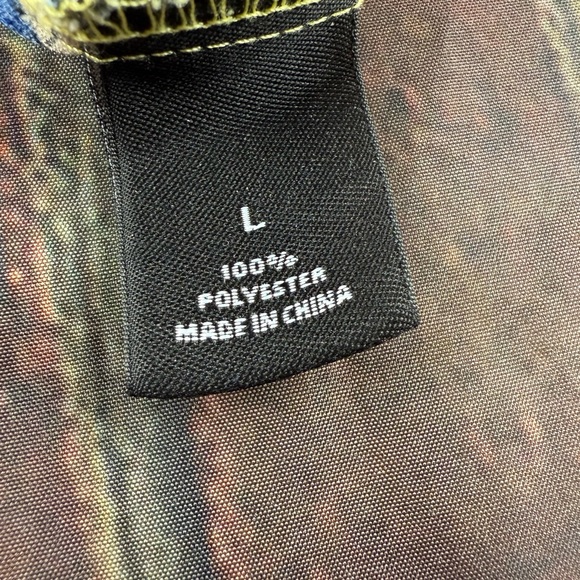 L
100%
POLYESTER
MADE IN CHINA